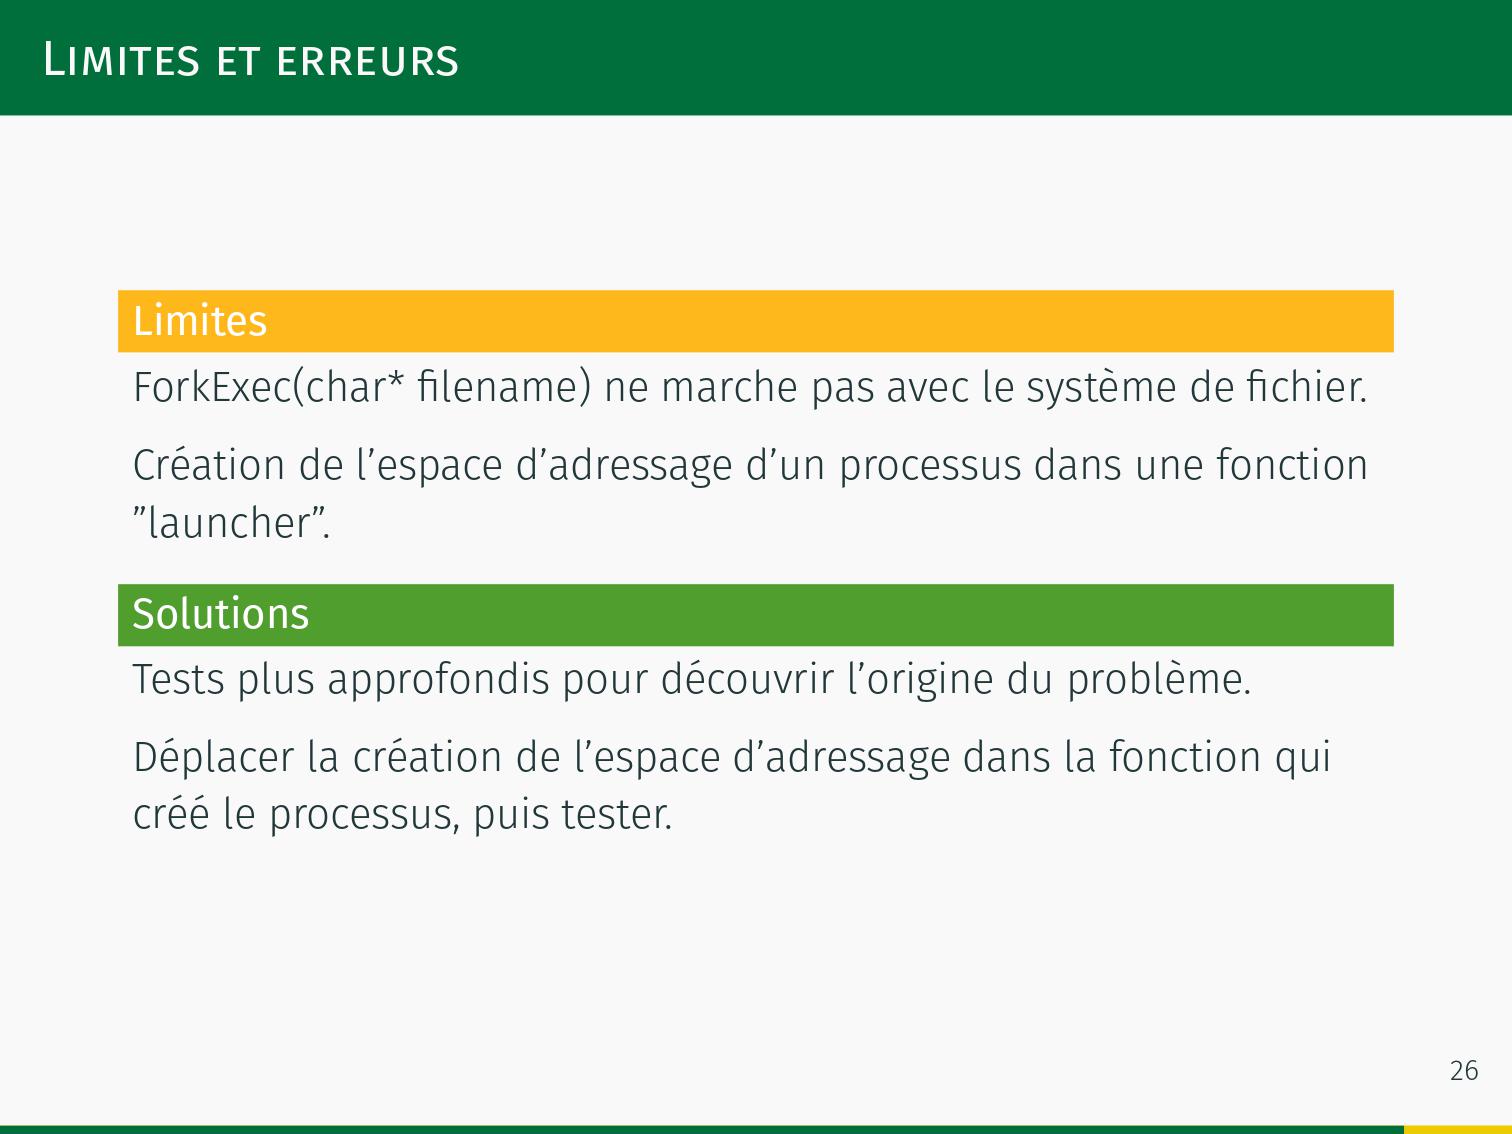 Limites et erreurs
Limites
ForkExec(char* filename) ne marche pas avec le système de fichier.
Création de l’espace d’adressage d’un processus dans une fonction
”launcher”.
Solutions
Tests plus approfondis pour découvrir l’origine du problème.
Déplacer la création de l’espace d’adressage dans la fonction qui
créé le processus, puis tester.
26